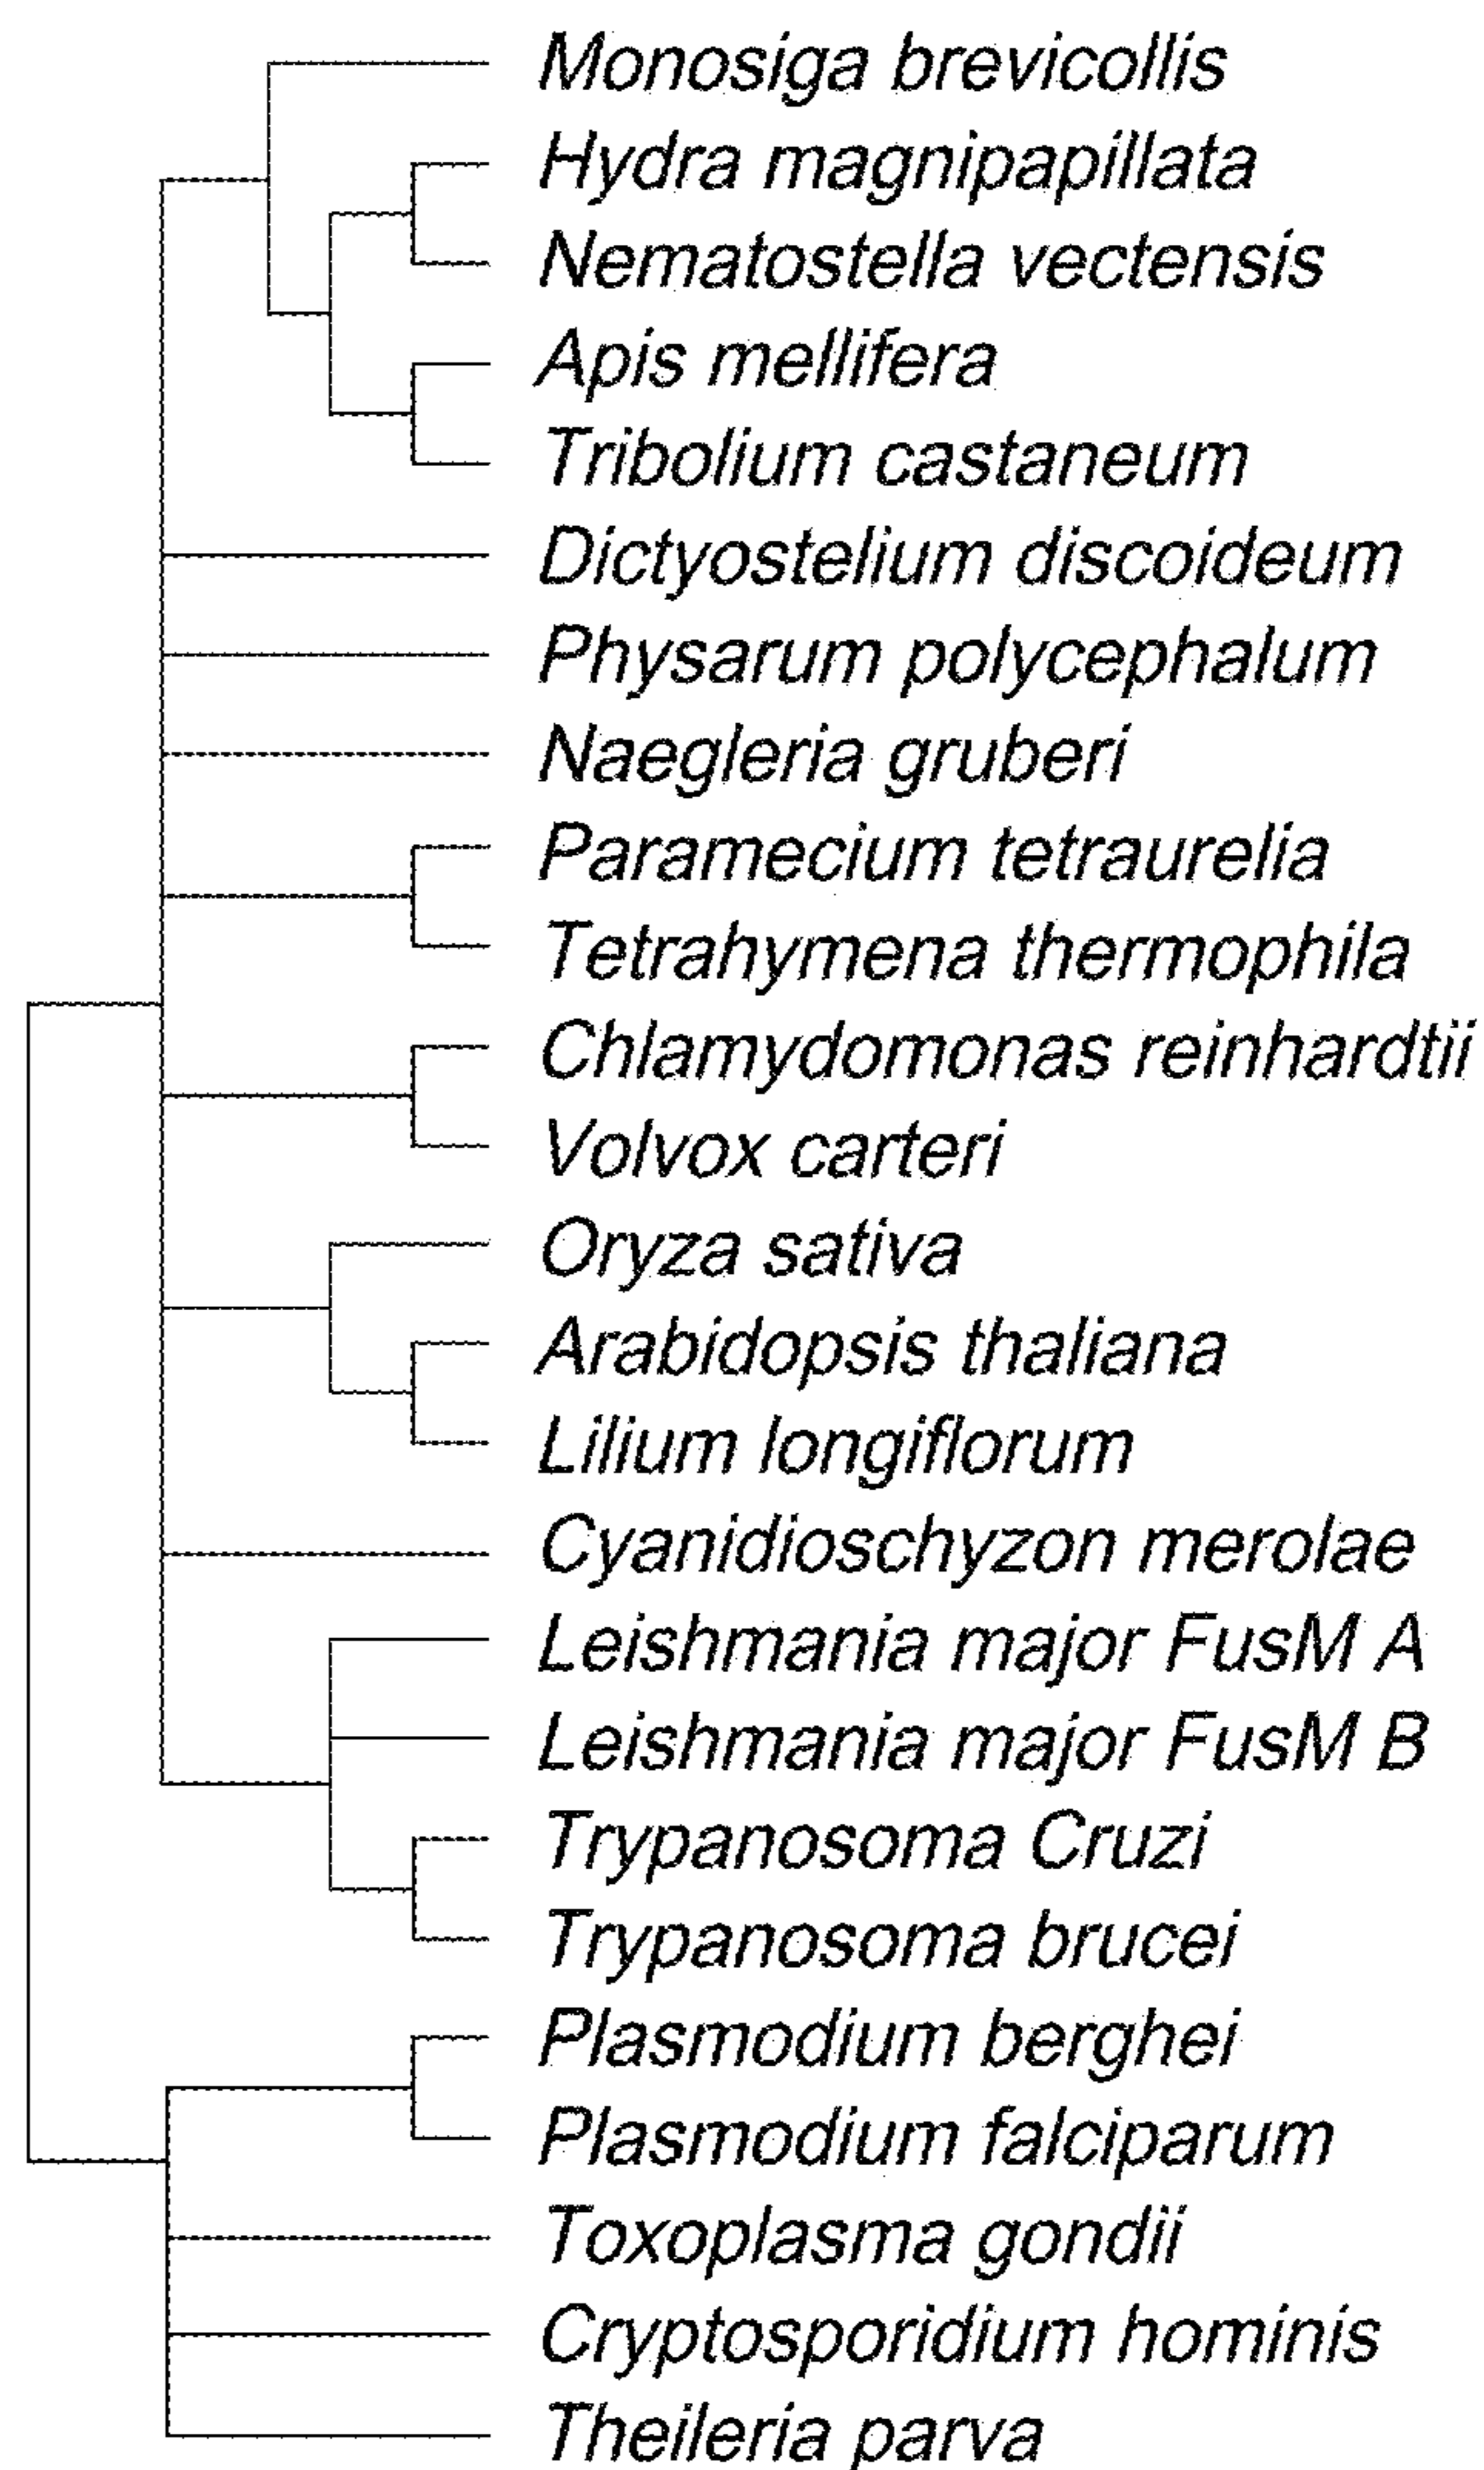 Monosiga brevicollis
Hydra magnipapillata
Nematostella vectensis
Apis mellifera
Tribolium castaneum
Dictyostelium discoideum
Physarum polycephalum
Naegleria gruberi
Paramecium tetraurelia
Tetrahymena thermophila
Chlamydomonas reinhardtii
Volvox carteri
Oryza sativa
Arabidopsis thaliana
Lilium longiflorum
Cyanidioschyzon merolae
Leishmania major FusM A
Leishmania major FusM B
Trypanosoma Cruzi
Trypanosoma brucei
Plasmodium berghei
Plasmodium falciparum
Toxoplasma gondii
Cryptosporidium hominis
Theileria parva